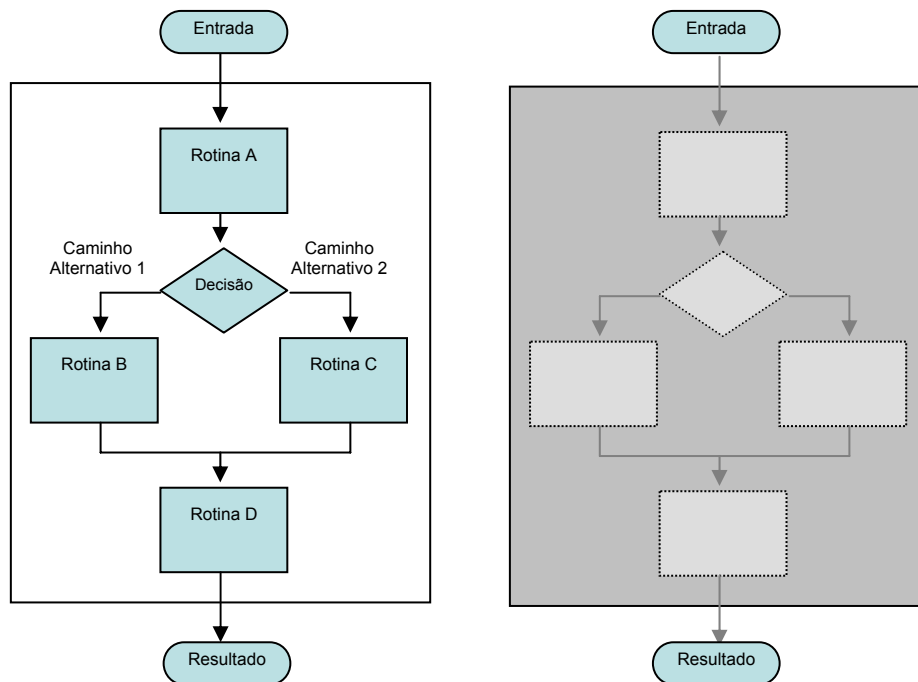 Entrada
Rotina A
Caminho
Alternativo 1
Caminho
Alternativo 2
Decisão
Rotina B
Rotina C
Rotina D
Resultado
Entrada
Resultado